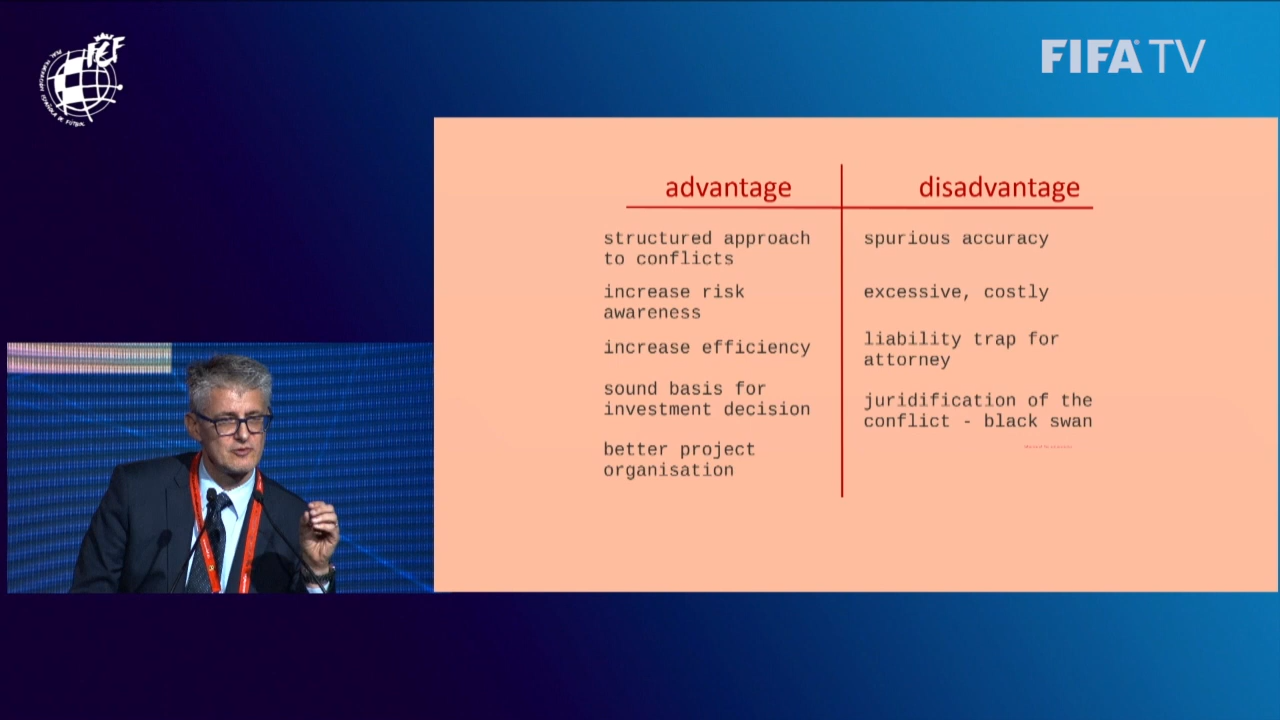 FIFA TV
advantage
disadvantage
structured approach
to conflicts
increase risk
awareness
increase efficiency
sound basis for
investment decision
better project
organisation
spurious accuracy
excessive, costly
liability trap for
attorney
juridification of the
conflict - black swan